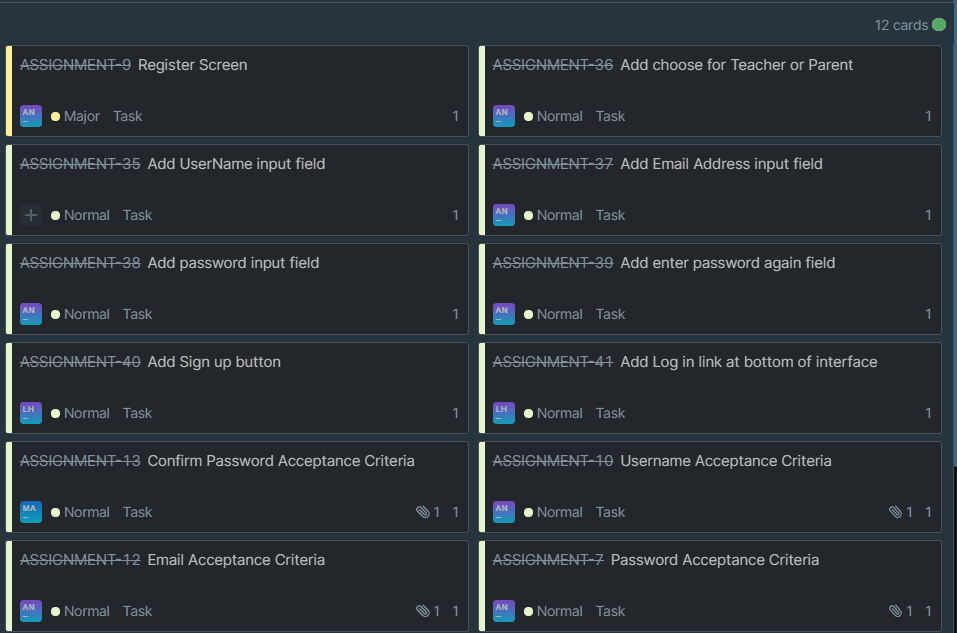 12 cards
ASSIGNMENT-9 Register Screen
AN
Major Task 1
ASSIGNMENT-36 Add choose for Teacher or Parent
AN
Normal Task 1
ASSIGNMENT-35 Add UserName input field
Normal Task 1
ASSIGNMENT-37 Add Email Address input field
AN
Normal Task 1
ASSIGNMENT-38 Add password input field
AN
Normal Task 1
ASSIGNMENT-39 Add enter password again field
AN
Normal Task 1
ASSIGNMENT-40 Add Sign up button
LH
Normal Task 1
ASSIGNMENT-41 Add Log in link at bottom of interface
LH
Normal Task 1
ASSIGNMENT-13 Confirm Password Acceptance Criteria
MA
Normal Task 1 1
ASSIGNMENT-10 Username Acceptance Criteria
AN
Normal Task 1 1
ASSIGNMENT-12 Email Acceptance Criteria
AN
Normal Task 1 1
ASSIGNMENT-7 Password Acceptance Criteria
AN
Normal Task 1 1